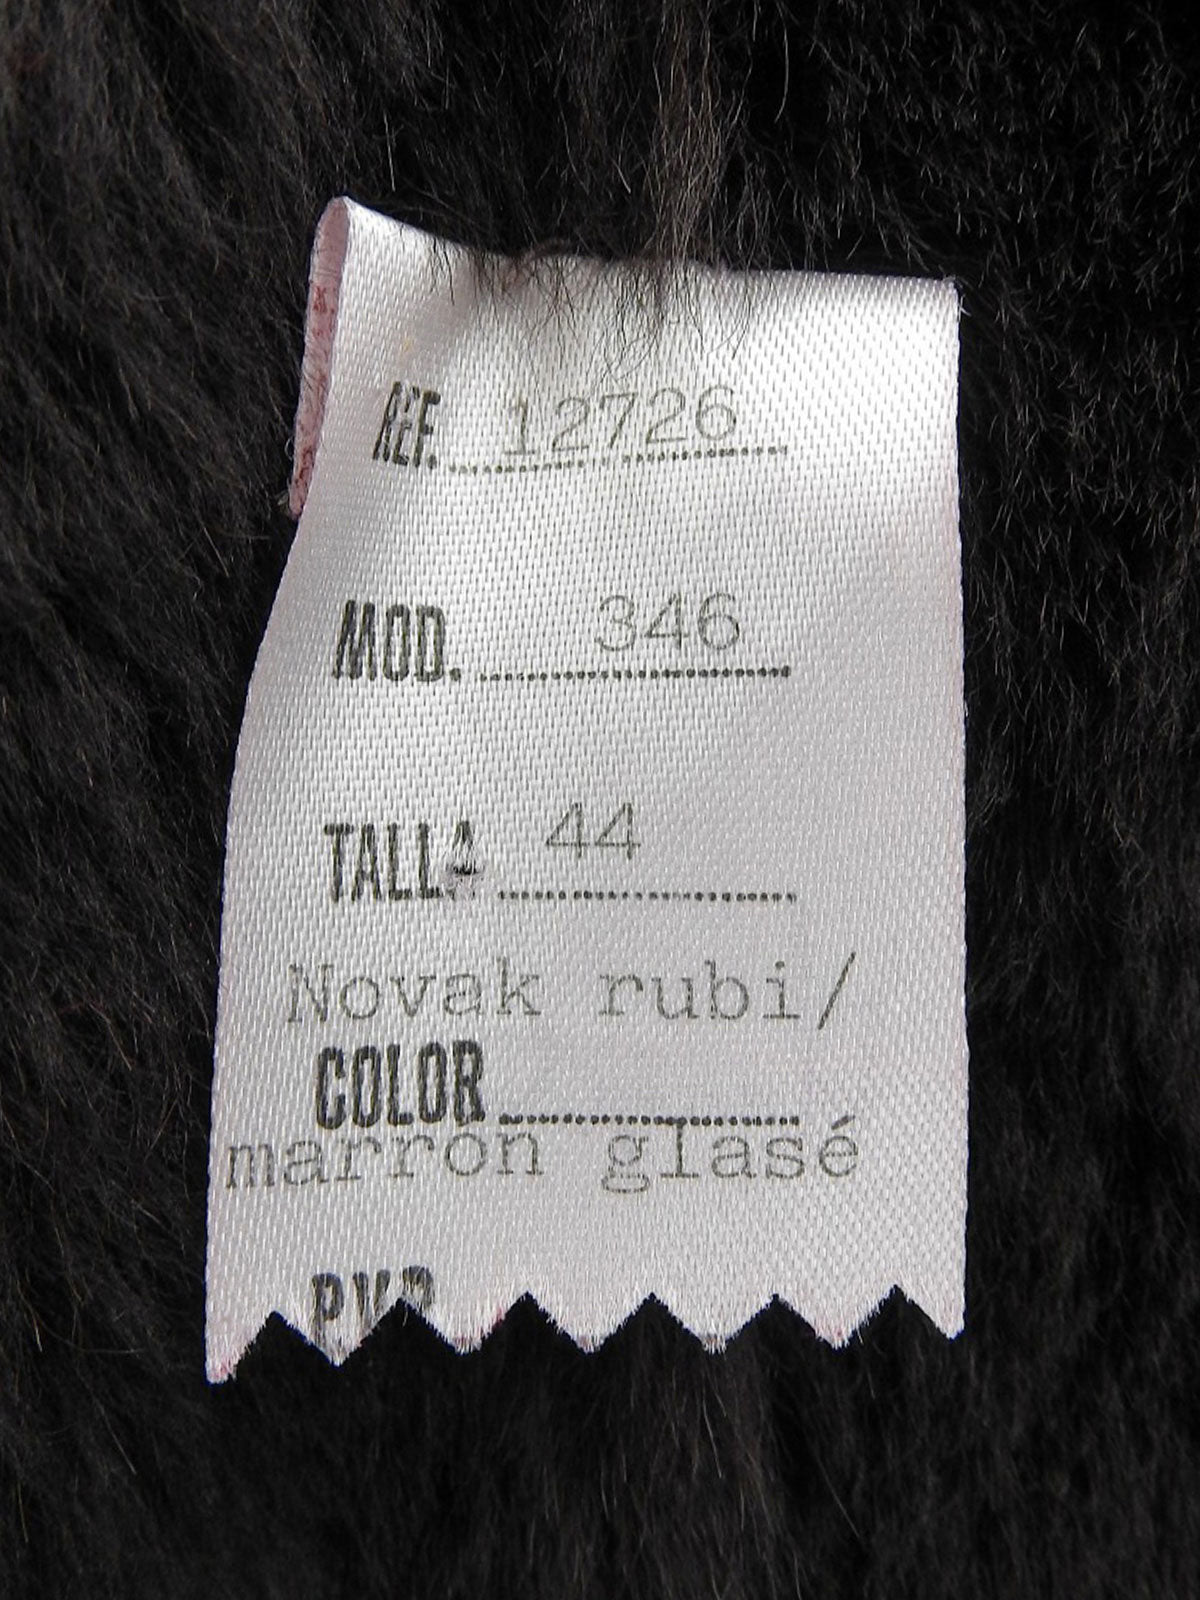 REF. 12726
MOD. 346
TALLA 44
Novak rubi/
COLOR
marron glasé
P.V.P